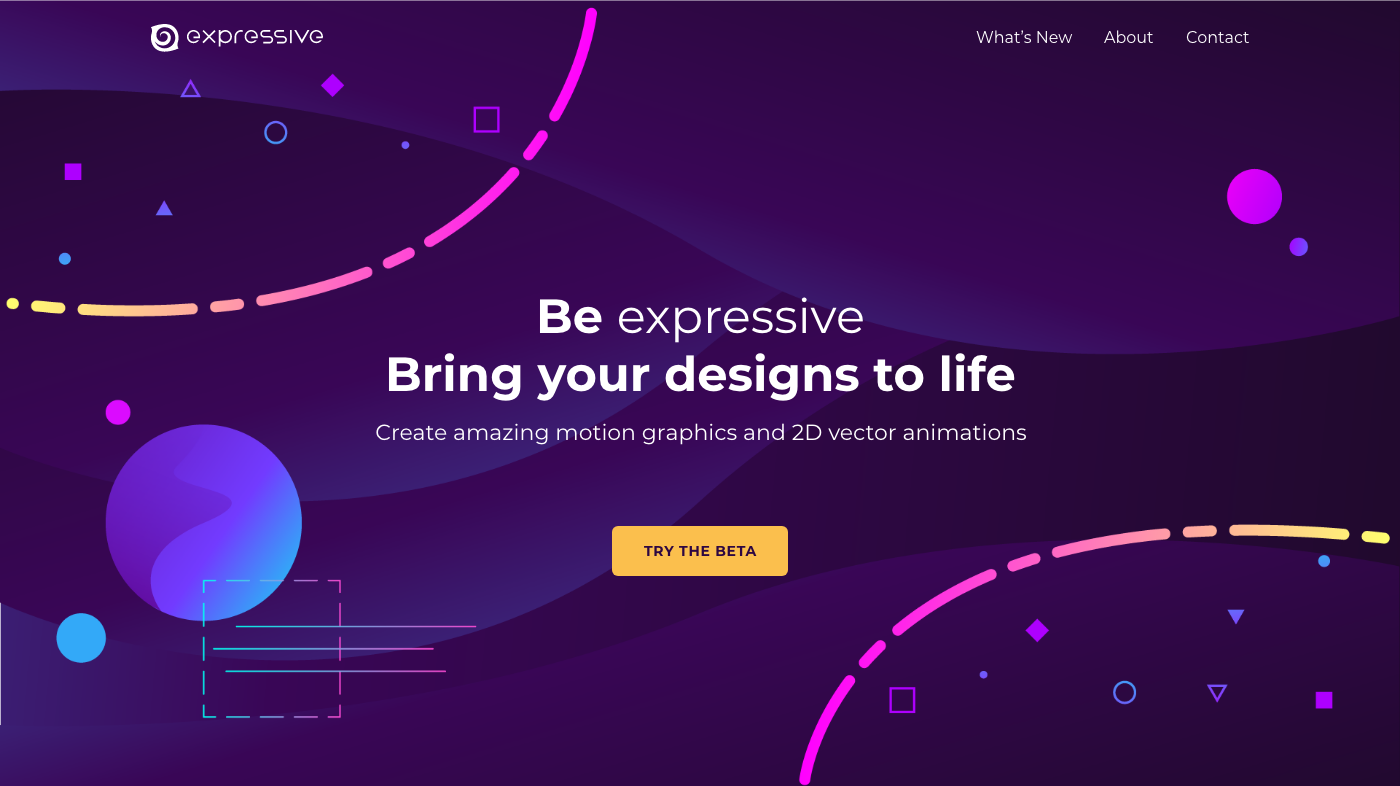 expressive
What's New
About
Contact
Be expressive
Bring your designs to life
Create amazing motion graphics and 2D vector animations
TRY THE BETA